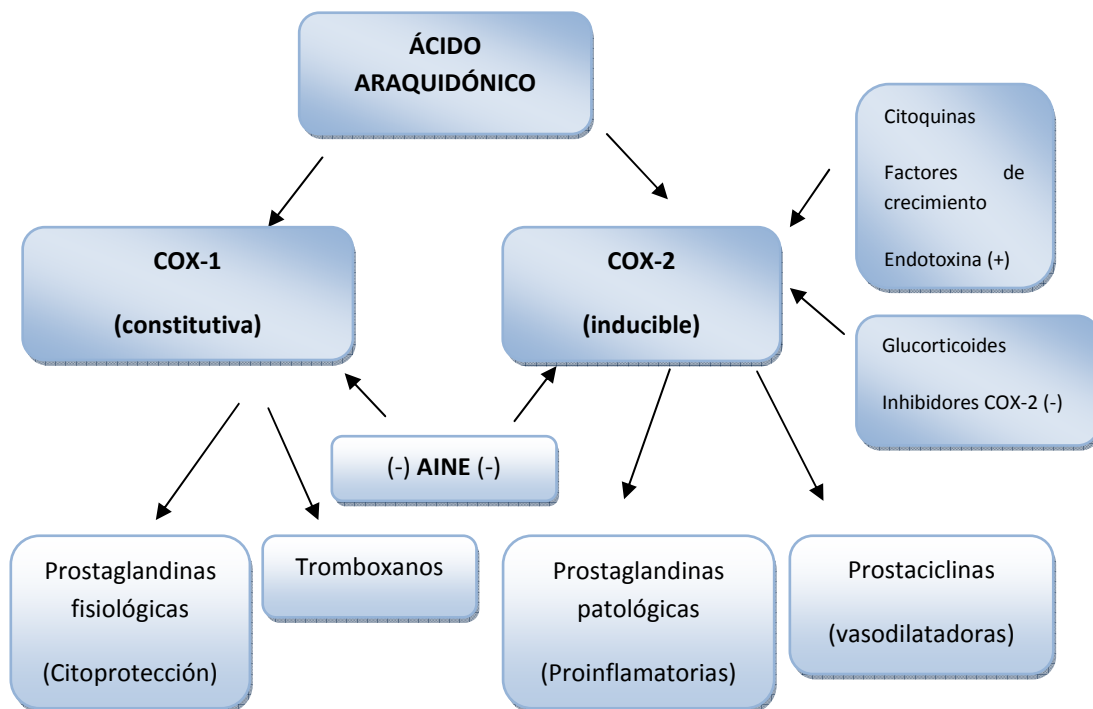 ÁCIDO
ARAQUIDÓNICO
Citoquinas
Factores de
crecimiento
Endotoxina (+)
COX-1
(constitutiva)
COX-2
(inducible)
Glucorticoides
Inhibidores COX-2 (-)
(-) AINE (-)
Prostaglandinas
fisiológicas
(Citoprotección)
Tromboxanos
Prostaglandinas
patológicas
(Proinflamatorias)
Prostaciclinas
(vasodilatadoras)